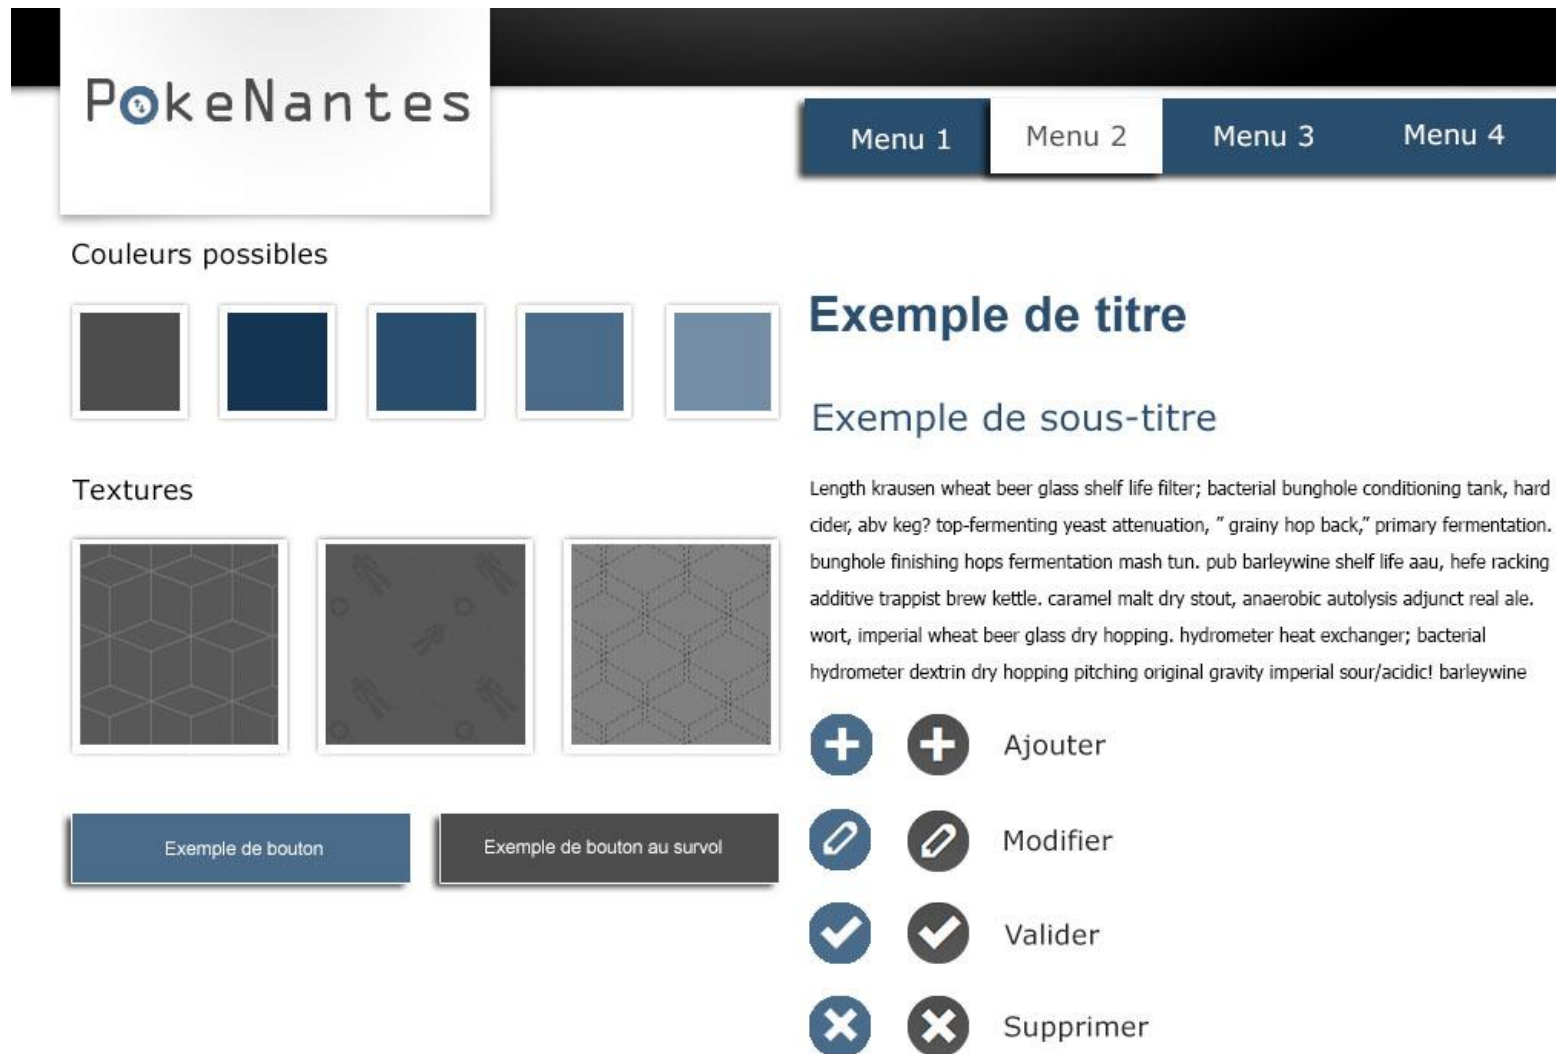 PokeNantes
Menu 1
Menu 2
Menu 3
Menu 4
Couleurs possibles
Textures
Exemple de bouton
Exemple de bouton au survol
Exemple de titre
Exemple de sous-titre
Length krausen wheat beer glass shelf life filter; bacterial bunghole conditioning tank, hard
cider, abv keg? top-fermenting yeast attenuation, ” grainy hop back,” primary fermentation.
bunghole finishing hops fermentation mash tun. pub barleywine shelf life aau, hefe racking
additive trappist brew kettle. caramel malt dry stout, anaerobic autolysis adjunct real ale.
wort, imperial wheat beer glass dry hopping. hydrometer heat exchanger; bacterial
hydrometer dextrin dry hopping pitching original gravity imperial sour/acidic! barleywine
Ajouter
Modifier
Valider
Supprimer